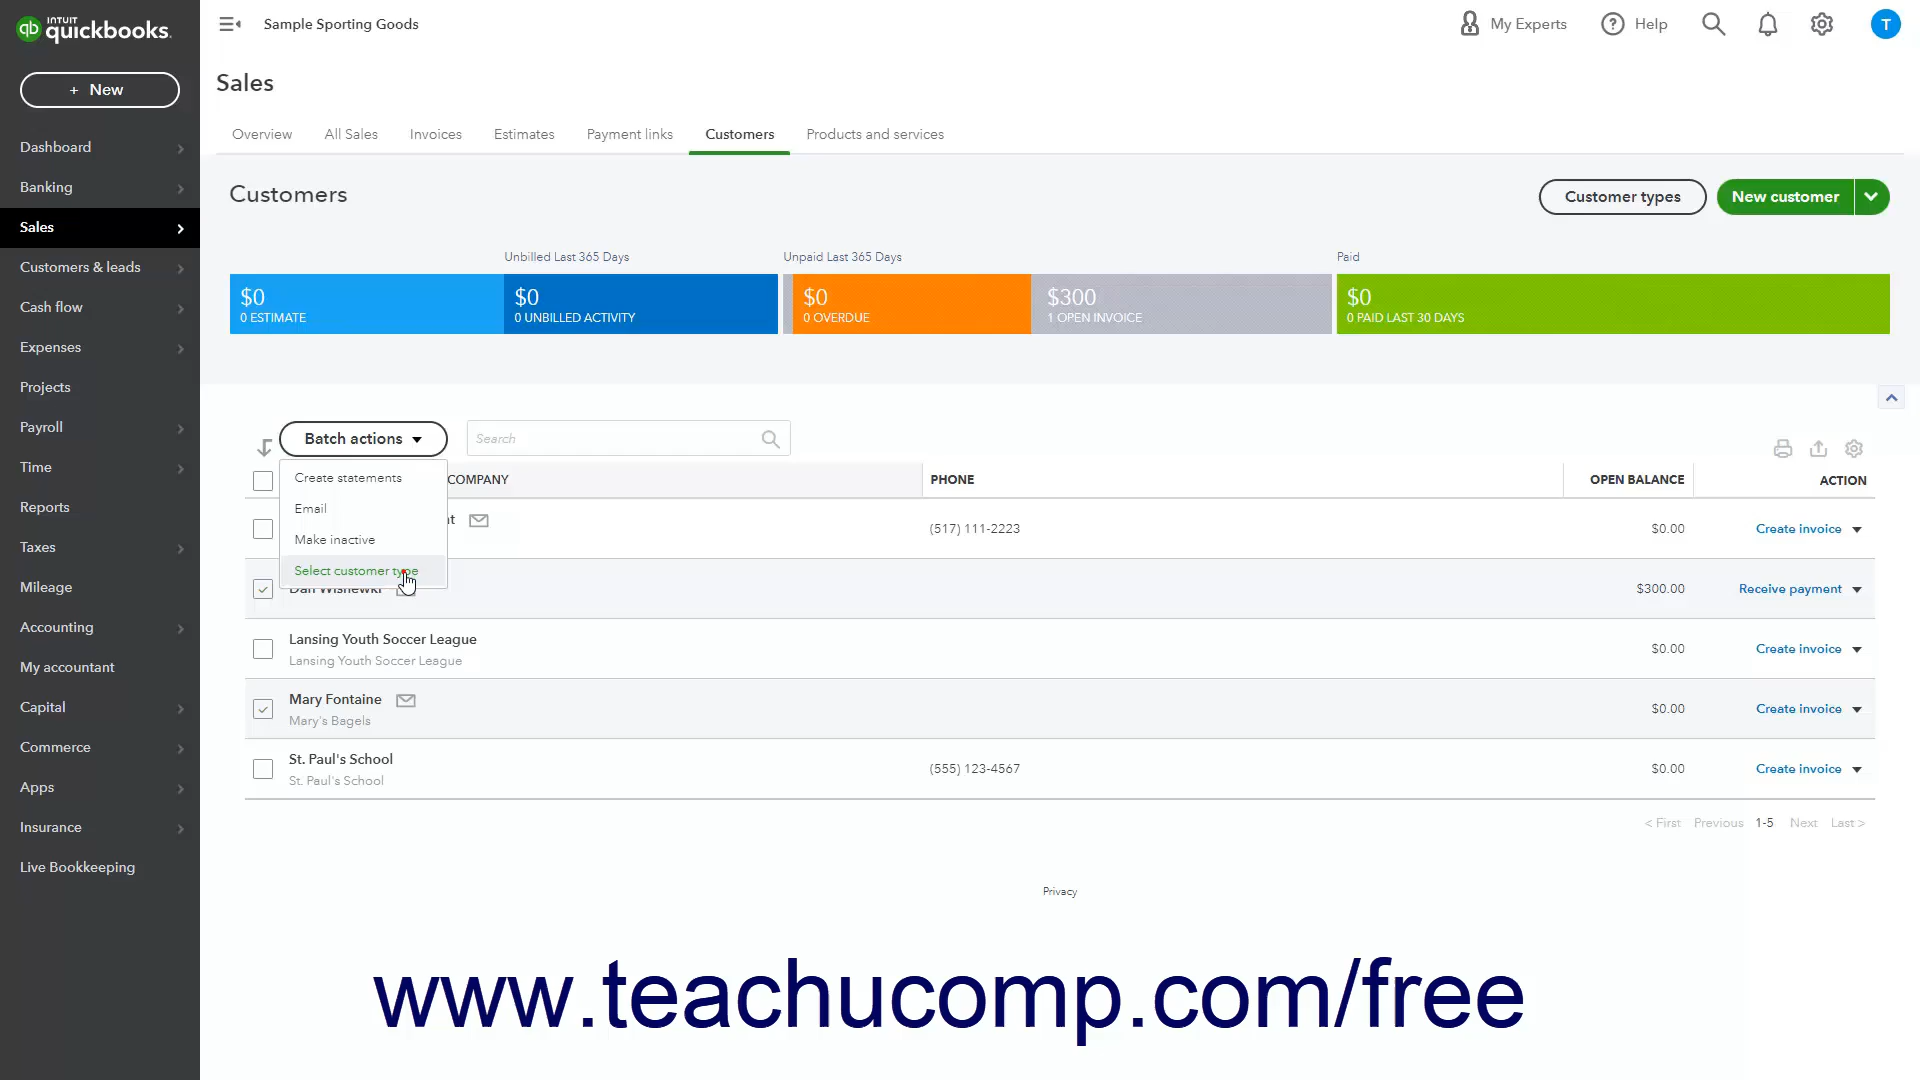 INTUIT
quickbooks.
Sample Sporting Goods
My Experts
Help
T
+ New
Dashboard
Banking
Sales
Customers & leads
Cash flow
Expenses
Projects
Payroll
Time
Reports
Taxes
Mileage
Accounting
My accountant
Capital
Commerce
Apps
Insurance
Live Bookkeeping
Sales
Overview All Sales Invoices Estimates Payment links Customers Products and services
Customers
Customer types
New customer
Unbilled Last 365 Days Unpaid Last 365 Days Paid
$0 $0 $0 $300 $0
0 ESTIMATE 0 UNBILLED ACTIVITY 0 OVERDUE 1 OPEN INVOICE 0 PAID LAST 30 DAYS
Batch actions
Search
Create statements
Email
Make inactive
Select customer type
COMPANY PHONE OPEN BALANCE ACTION
(517) 111-2223 $0.00 Create invoice
$300.00 Receive payment
Lansing Youth Soccer League
Lansing Youth Soccer League
$0.00 Create invoice
Mary Fontaine
Mary's Bagels
$0.00 Create invoice
St. Paul's School
St. Paul's School
(555) 123-4567 $0.00 Create invoice
< First Previous 1-5 Next Last >
Privacy
www.teachucomp.com/free